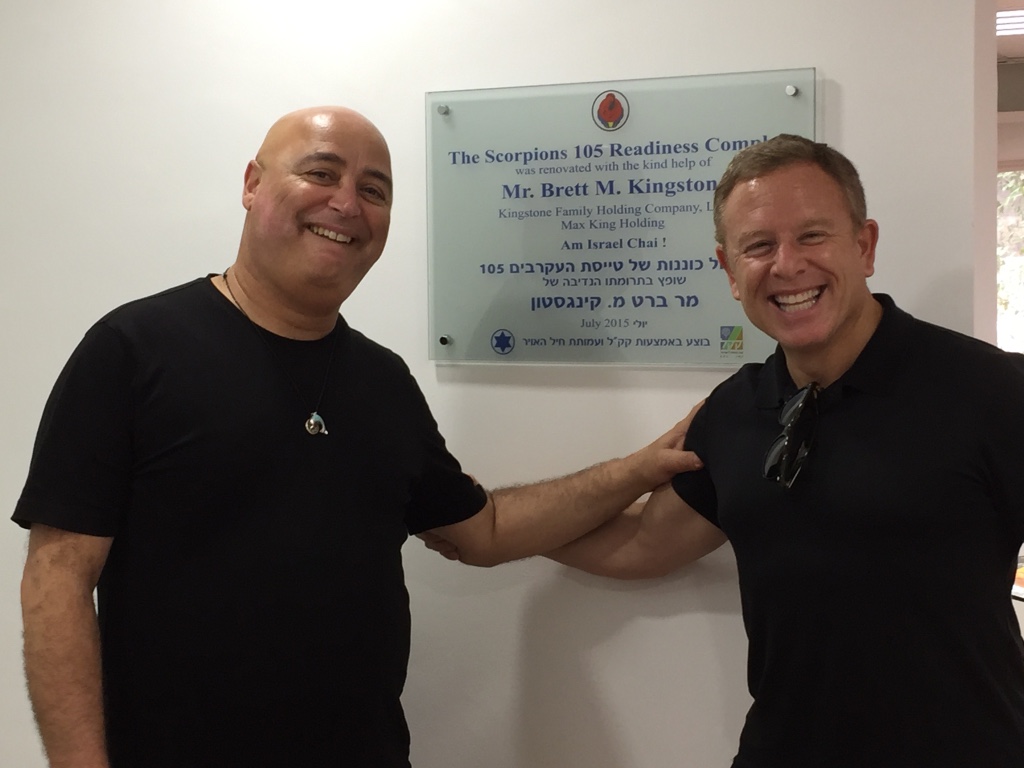 The Scorpions 105 Readiness
was renovated with the kind help of
Mr. Brett M. Kingston
Kingstone Family Holding Company,
Max King Holding
Am Israel Chai !
כוננות של טייסת העקרבים 105
שופץ בתרומתו הנדיבה של
מר ברט מ. קינגסטון
July 2015 יולי
בוצע באמצעות קק"ל ועמותת חיל האויר